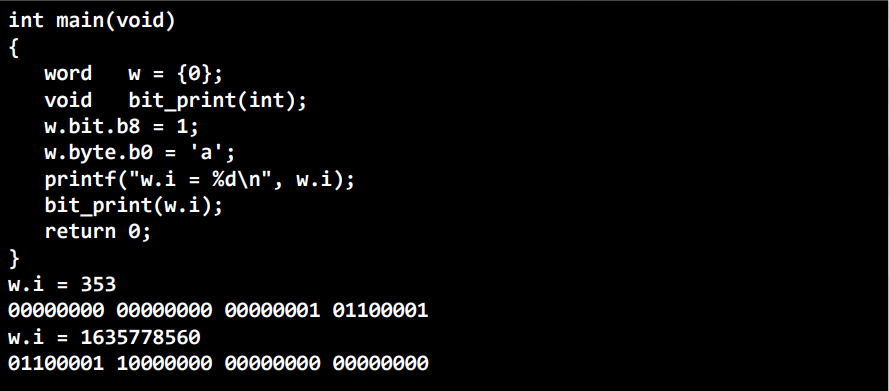 int main(void)
{
   word   w = {0};
   void   bit_print(int);
   w.bit.b8 = 1;
   w.byte.b0 = 'a';
   printf("w.i = %d\n", w.i);
   bit_print(w.i);
   return 0;
}
w.i = 353
00000000 00000000 00000001 01100001
w.i = 1635778560
01100001 10000000 00000000 00000000